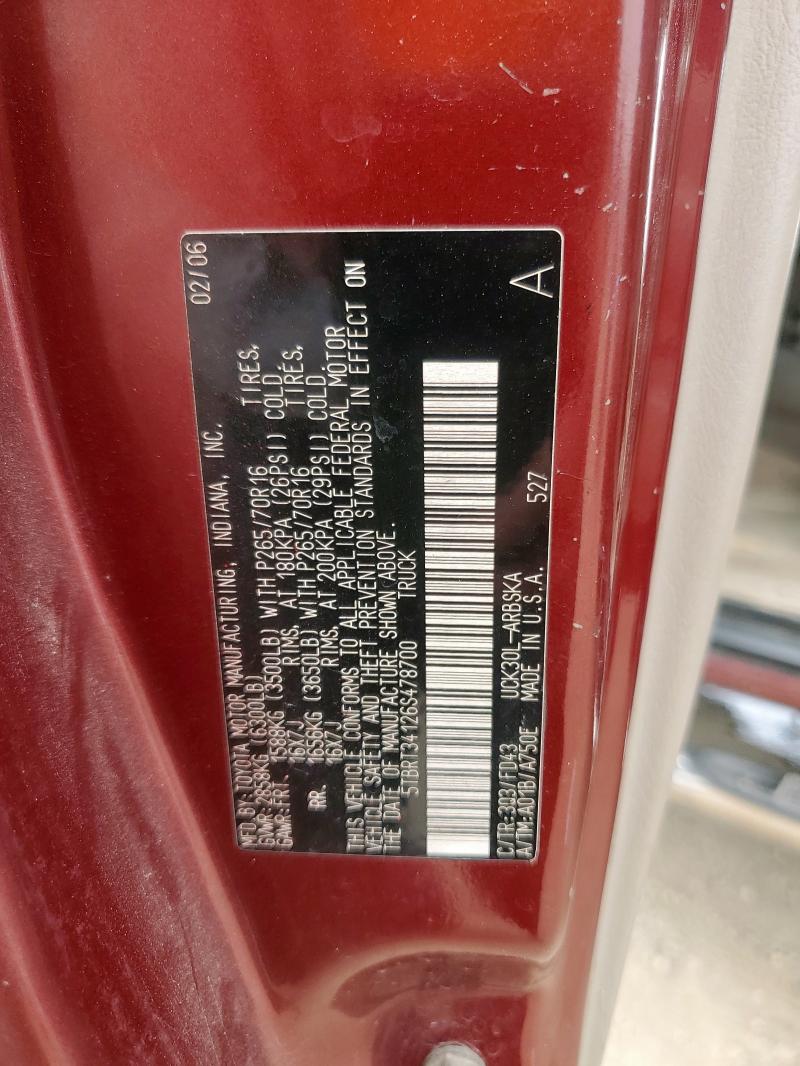 MFD. BY: TOYOTA MOTOR MANUFACTURING, INDIANA, INC. 02/06
GVWR: 2858KG (6300LB)
GAWR: FRT. 1588KG (3500LB) WITH P265/70R16 TIRES,
16X7J RIMS, AT 180KPA (26PSI) COLD.
RR. 1656KG (3650LB) WITH P265/70R16 TIRES,
16X7J RIMS, AT 200KPA (29PSI) COLD.
THIS VEHICLE CONFORMS TO ALL APPLICABLE FEDERAL MOTOR
VEHICLE SAFETY AND THEFT PREVENTION STANDARDS IN EFFECT ON
THE DATE OF MANUFACTURE SHOWN ABOVE.
5TBRT34126S478700 TRUCK
C/TR:3Q3/FD43 UCK30L-ARBSKA
A/TM:A01B/A750E MADE IN U.S.A. 527
A